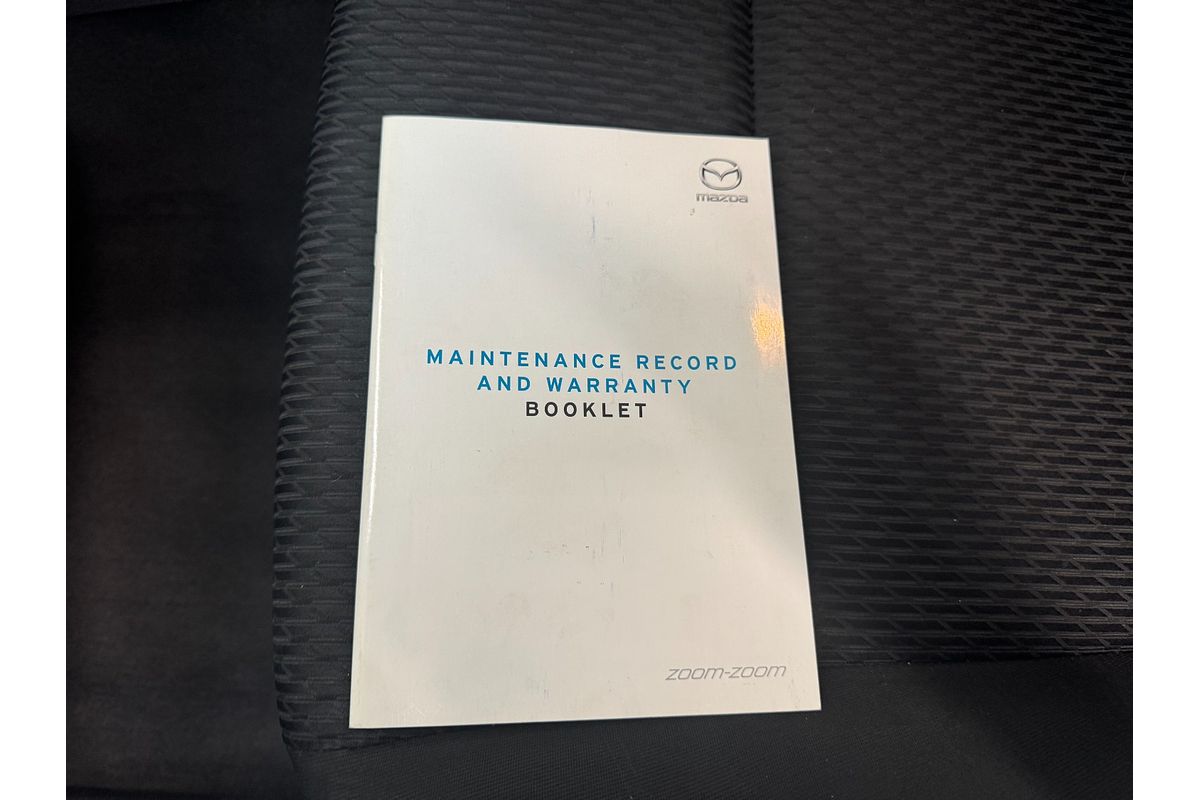 mazda
MAINTENANCE RECORD
AND WARRANTY
BOOKLET
zoom-zoom